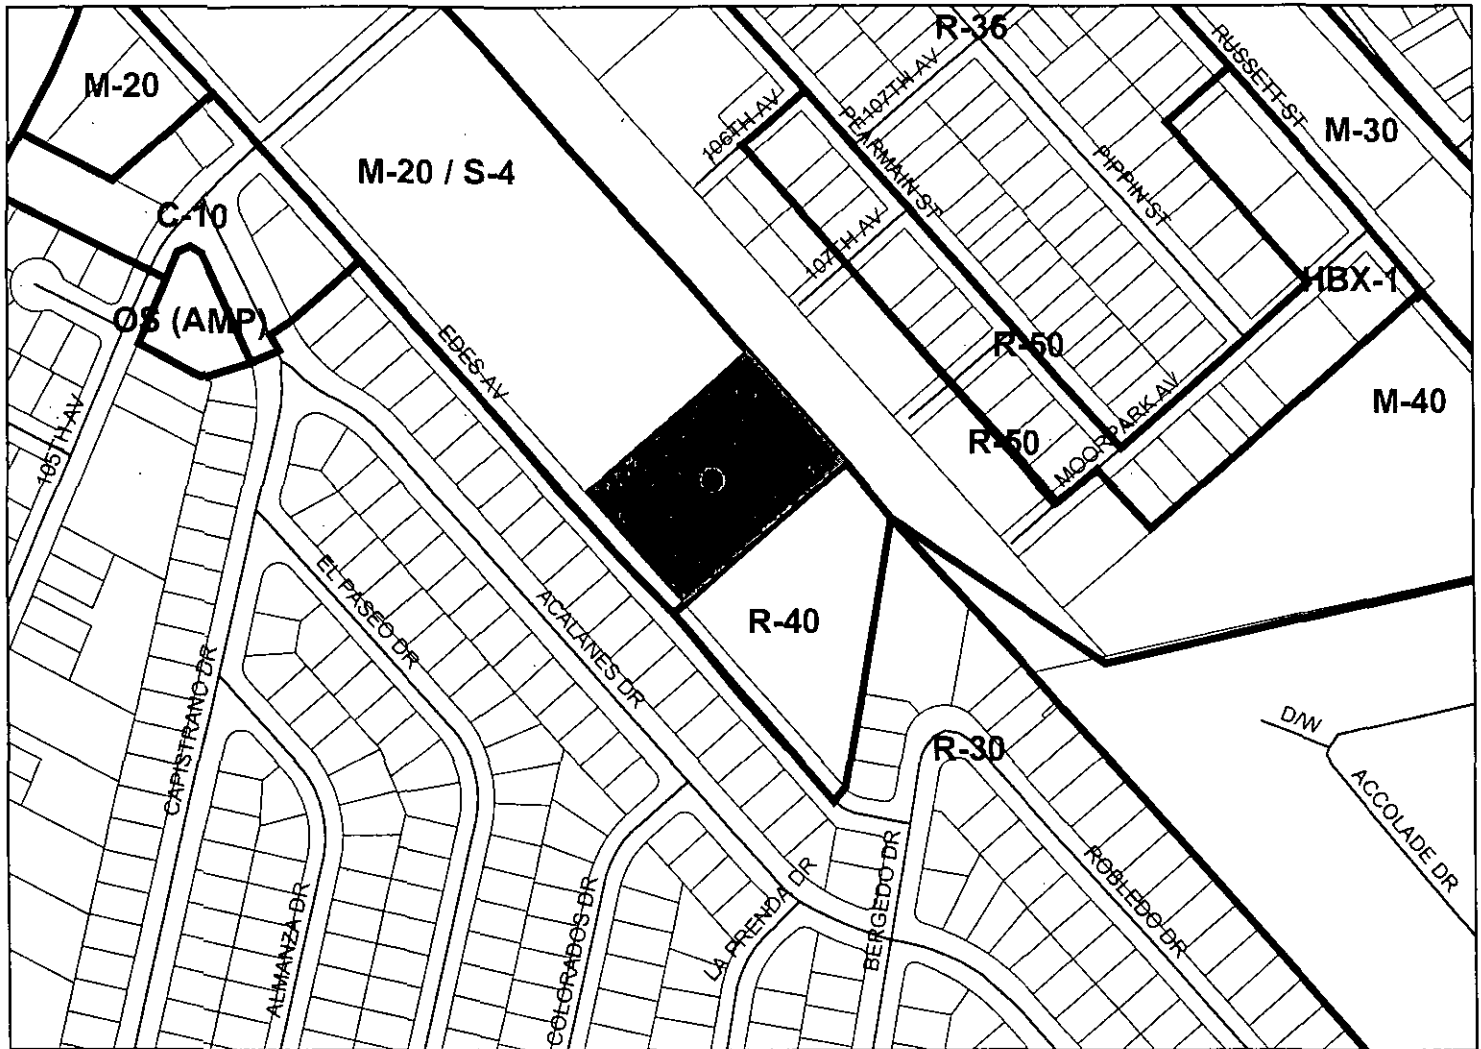 R-36
M-20
RUSSETT ST
107TH AV
106TH AV
PEARMAIN ST
M-30
PIPPIN ST
M-20 / S-4
C-10
107TH AV
HBX-1
OS (AMP)
EDES AV
R-50
M-40
MOORPARK AV
R-50
105TH AV
EL PASEO DR
ACALANES DR
R-40
CAPISTRANO DR
D/W
R-30
ACCOLADE DR
ROBLEDO DR
BERGEDO DR
LA PRENDA DR
COLORADOS DR
ALMANZA DR